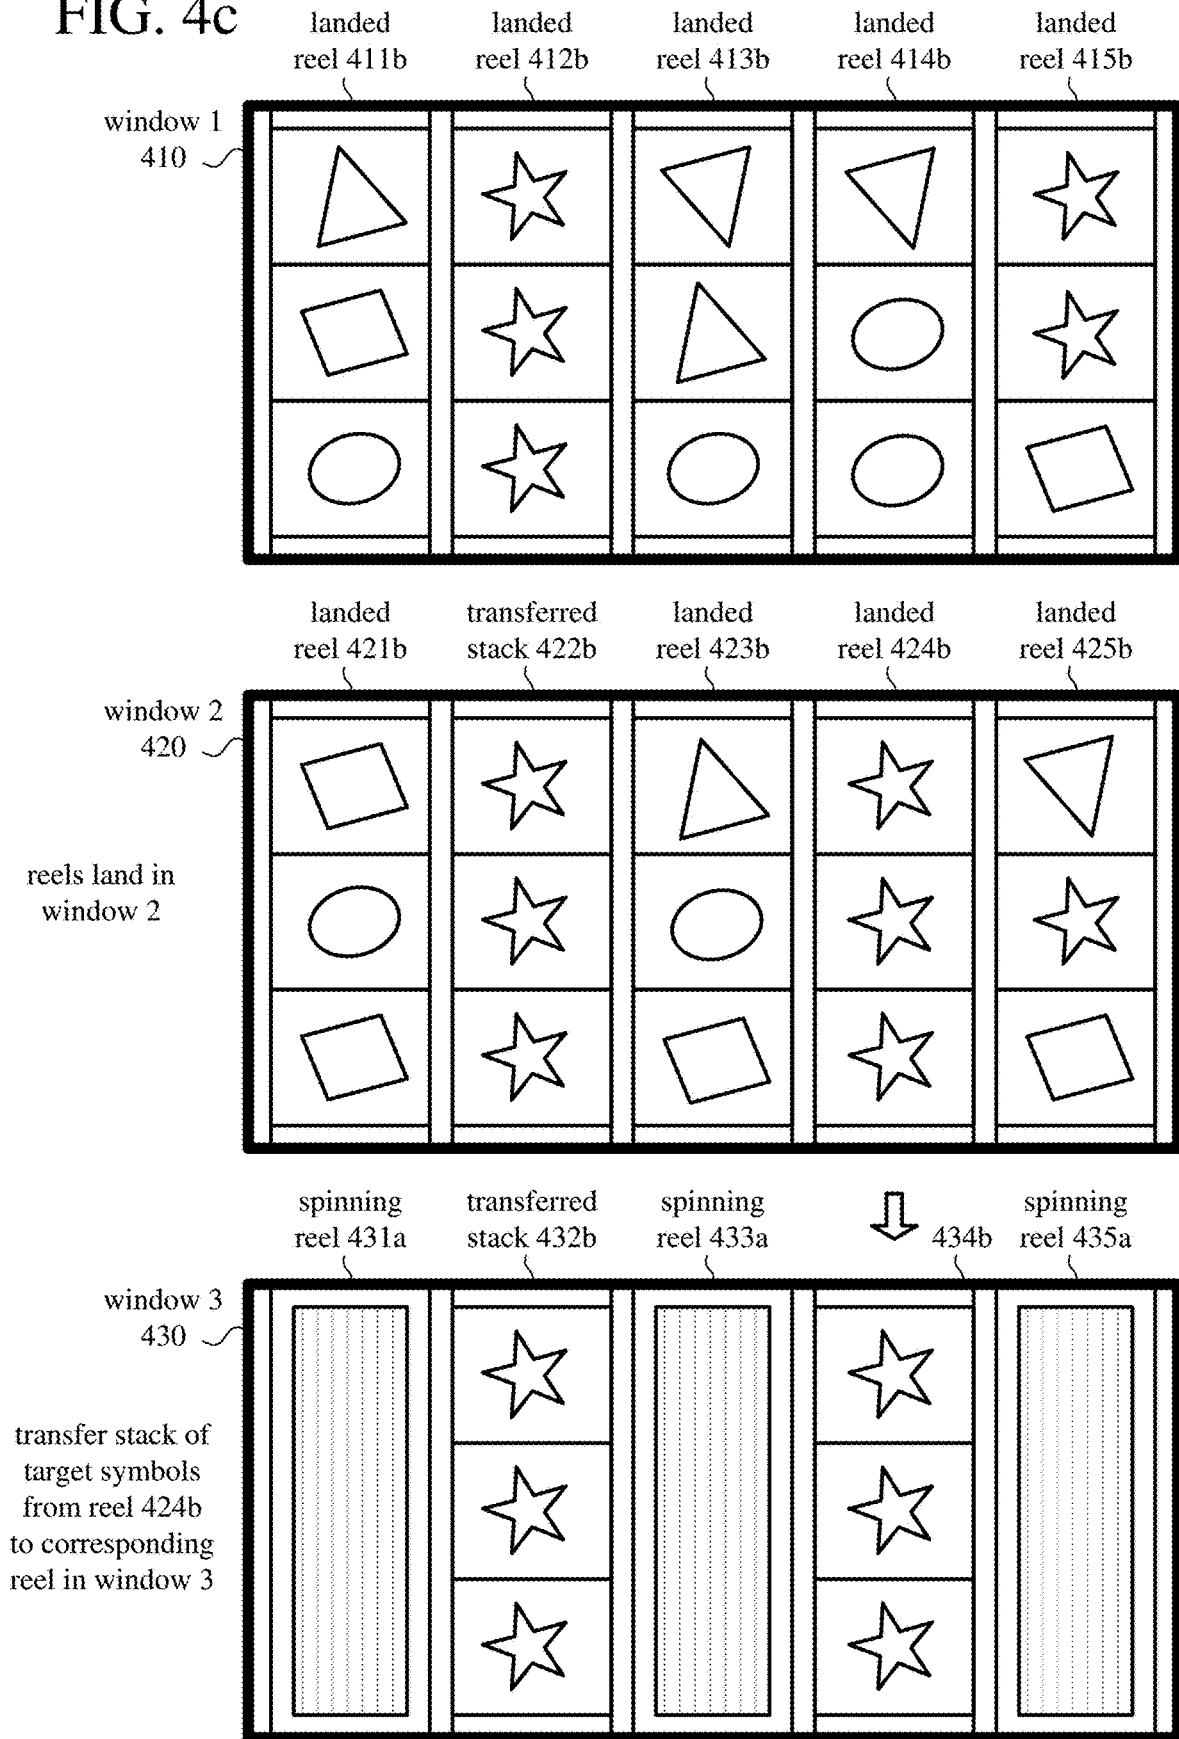 FIG. 4c
landed reel 411b
landed reel 412b
landed reel 413b
landed reel 414b
landed reel 415b
window 1
410
landed reel 421b
transferred stack 422b
landed reel 423b
landed reel 424b
landed reel 425b
window 2
420
reels land in
window 2
spinning reel 431a
transferred stack 432b
spinning reel 433a
434b
spinning reel 435a
window 3
430
transfer stack of
target symbols
from reel 424b
to corresponding
reel in window 3